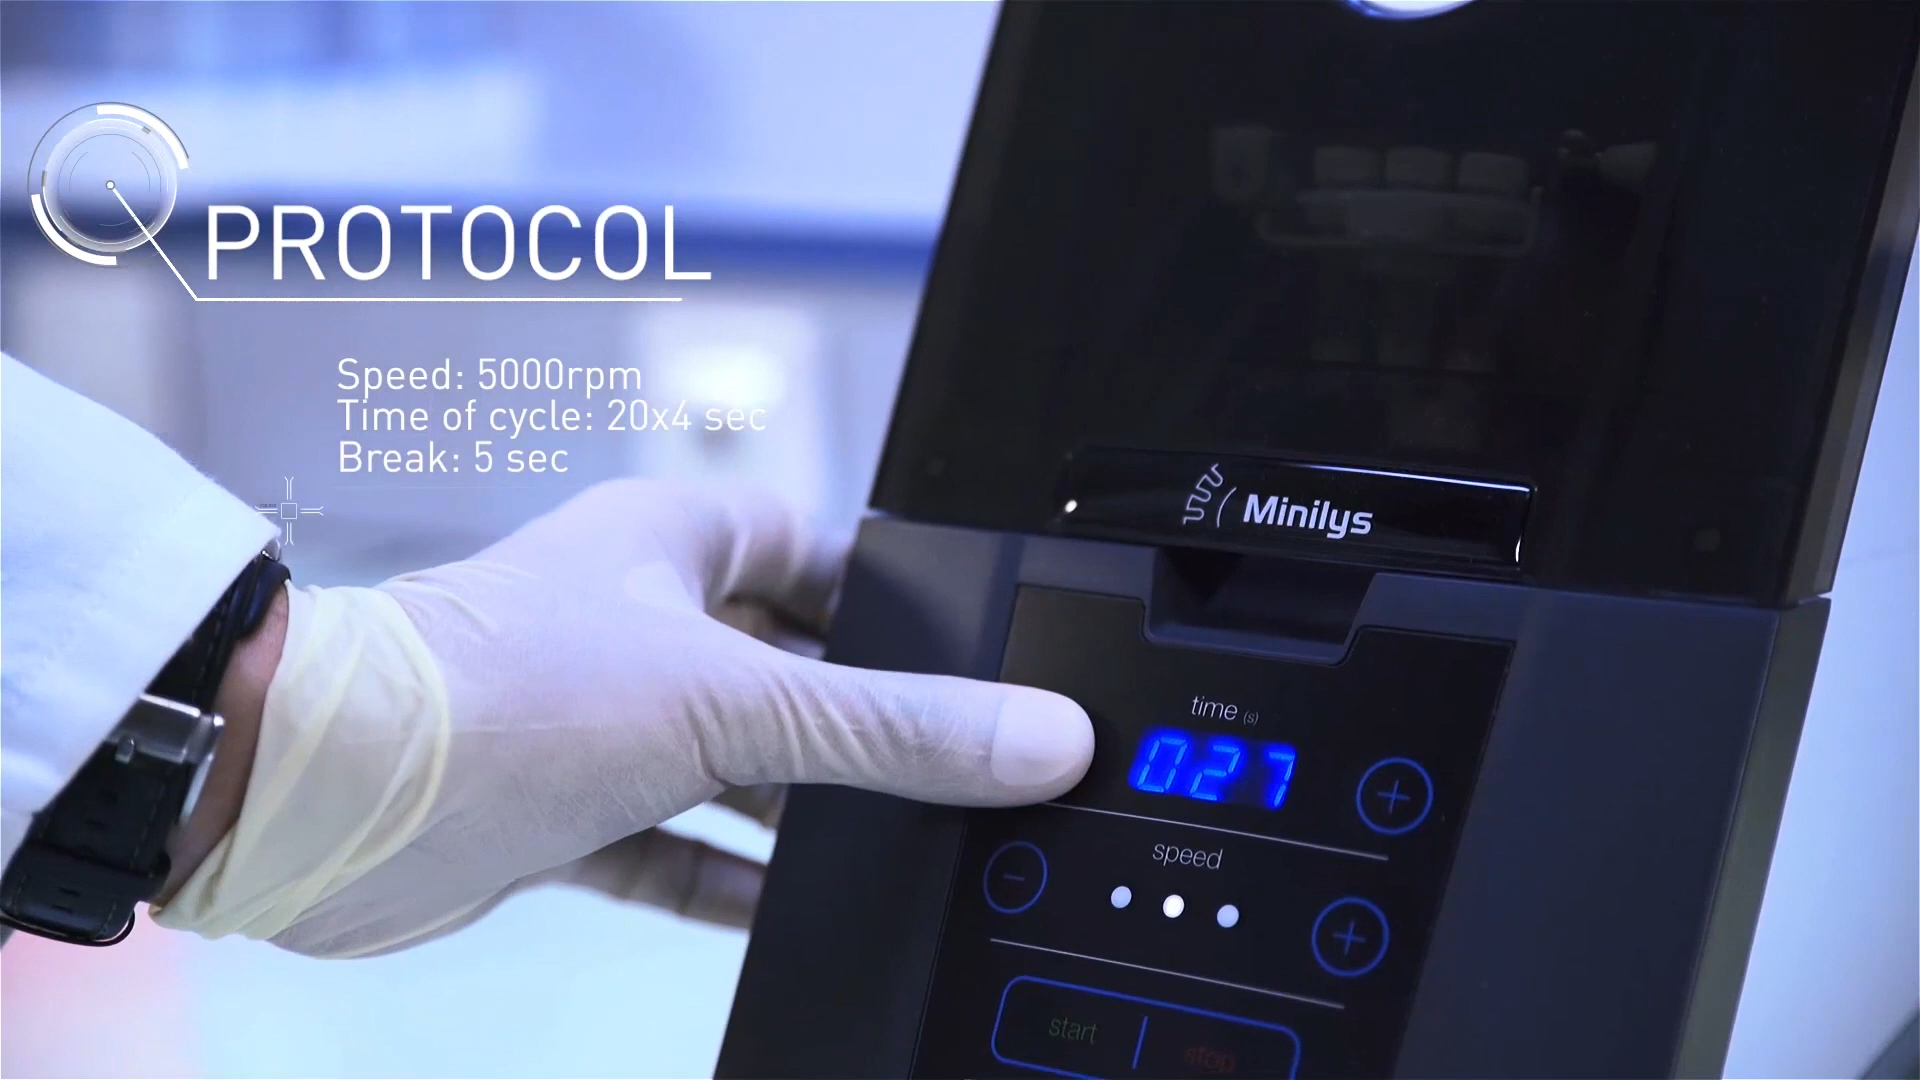 PROTOCOL
Speed: 5000rpm
Time of cycle: 20x4 sec
Break: 5 sec
Minilys
time (s)
027
speed
start
stop